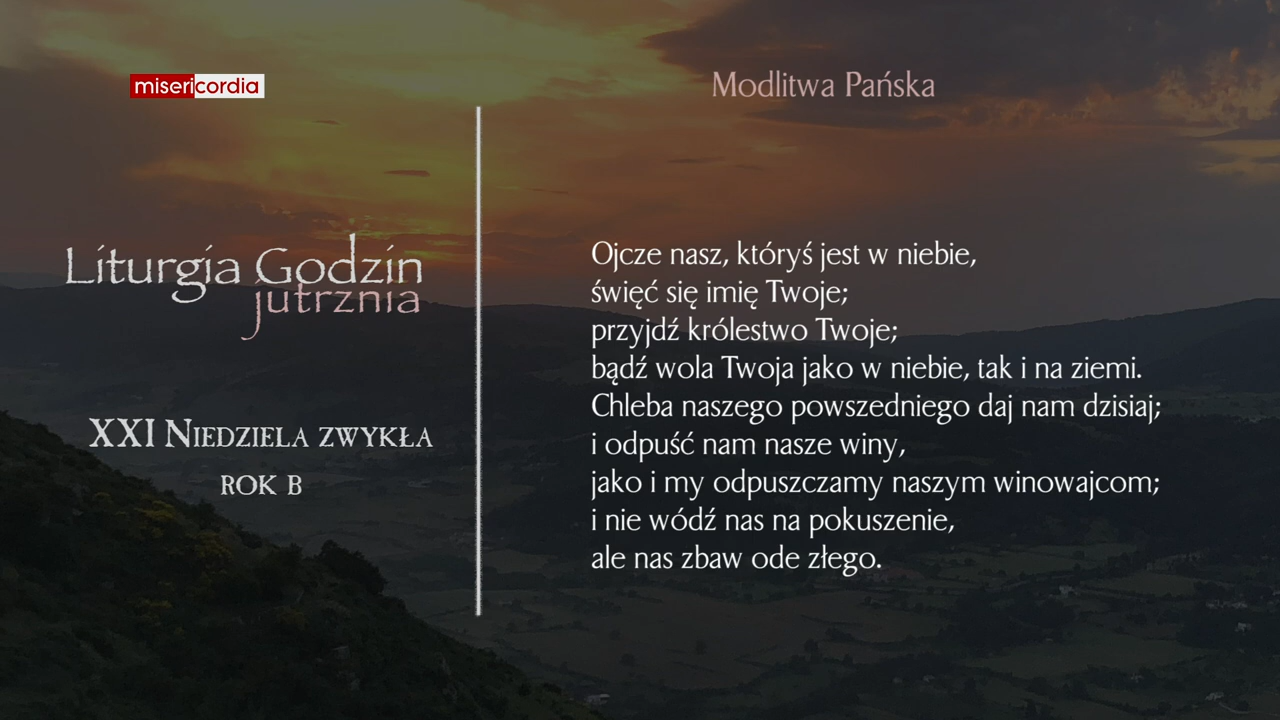 misericordia
Liturgia Godzin
jutrznia
XXI Niedziela zwykła
rok B
Modlitwa Pańska
Ojcze nasz, któryś jest w niebie,
święć się imię Twoje;
przyjdź królestwo Twoje;
bądź wola Twoja jako w niebie, tak i na ziemi.
Chleba naszego powszedniego daj nam dzisiaj;
i odpuść nam nasze winy,
jako i my odpuszczamy naszym winowajcom;
i nie wódź nas na pokuszenie,
ale nas zbaw ode złego.